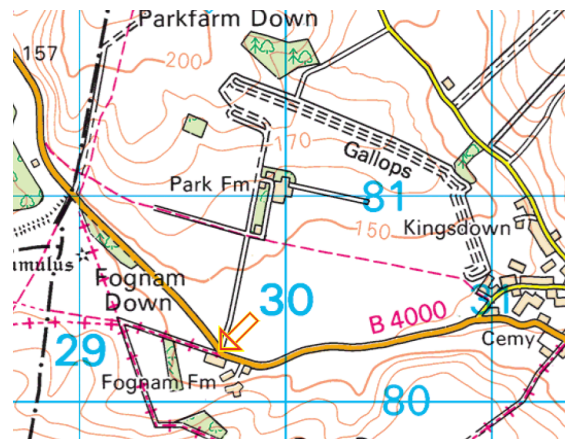 Parkfarm Down
157
200
170
Gallops
Park Fm
81
150
Kingsdown
umulus
Fognam
Down
30
31
B 4000
29
Cemy
Fognam Fm
80